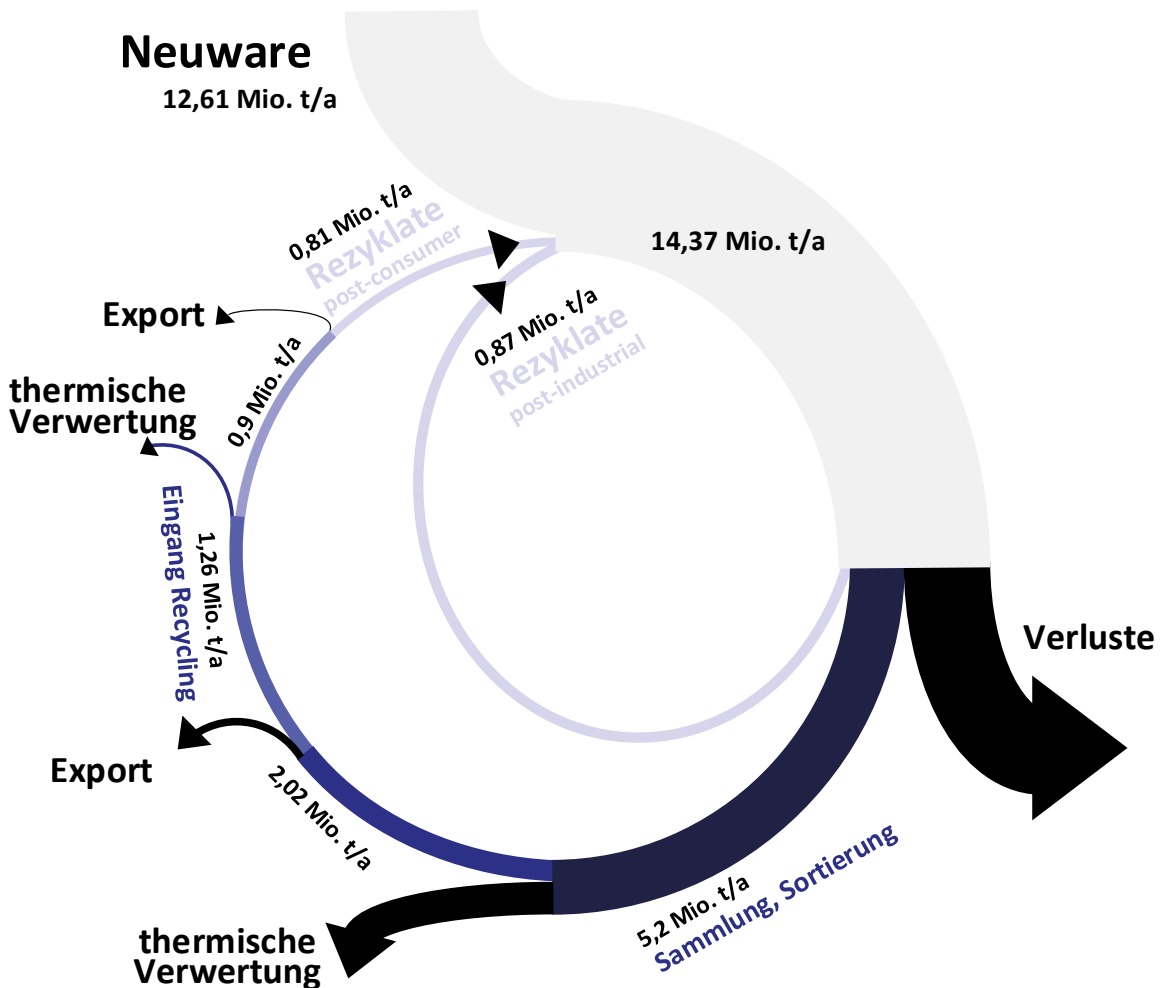 Neuware
12,61 Mio. t/a
14,37 Mio. t/a
0,81 Mio. t/a
Rezyklate
post-consumer
0,87 Mio. t/a
Rezyklate
post-industrial
Export
0,9 Mio. t/a
thermische
Verwertung
1,26 Mio. t/a
Eingang Recycling
Export
2,02 Mio. t/a
thermische
Verwertung
5,2 Mio. t/a
Sammlung, Sortierung
Verluste